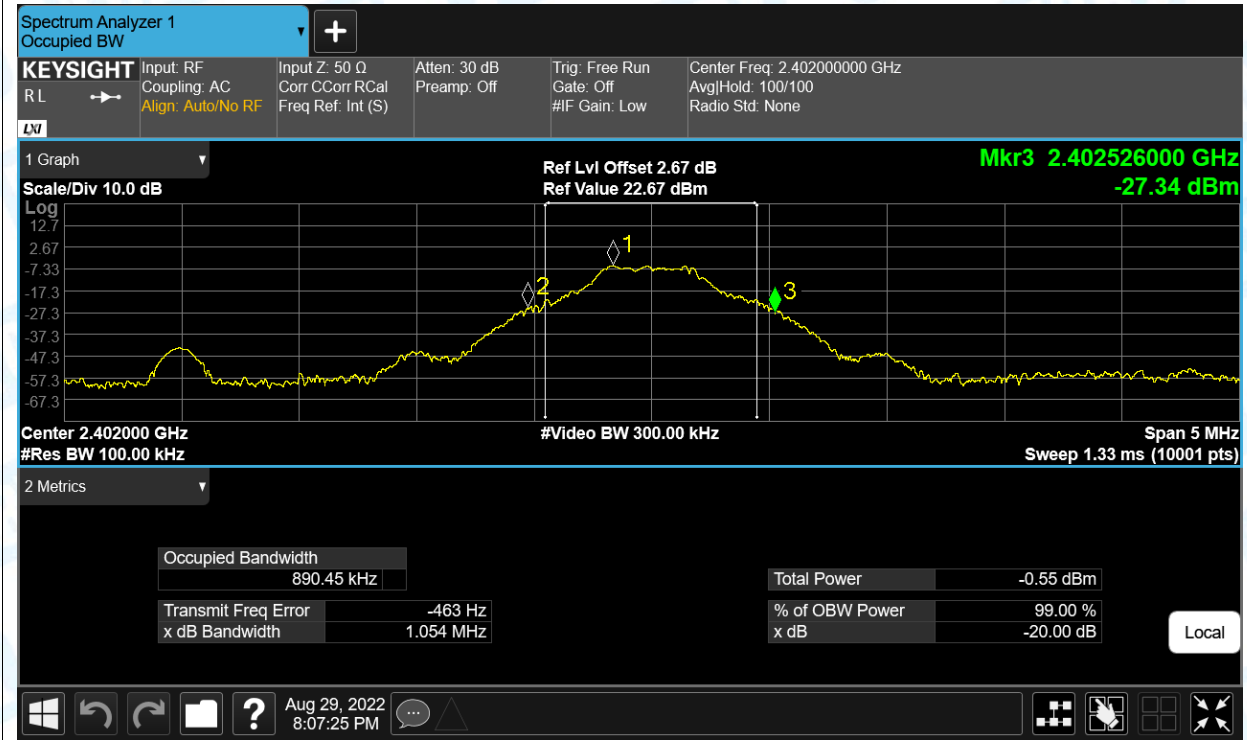 Spectrum Analyzer 1
Occupied BW
KEYSIGHT
R L
LXI
Input: RF
Coupling: AC
Align: Auto/No RF
Input Z: 50 Ω
Corr CCorr RCal
Freq Ref: Int (S)
Atten: 30 dB
Preamp: Off
Trig: Free Run
Gate: Off
#IF Gain: Low
Center Freq: 2.402000000 GHz
Avg|Hold: 100/100
Radio Std: None
1 Graph
Scale/Div 10.0 dB
Ref Lvl Offset 2.67 dB
Ref Value 22.67 dBm
Mkr3 2.402526000 GHz
-27.34 dBm
Log
12.7
2.67
-7.33
-17.3
-27.3
-37.3
-47.3
-57.3
-67.3
1
2
3
Center 2.402000 GHz
#Res BW 100.00 kHz
#Video BW 300.00 kHz
Span 5 MHz
Sweep 1.33 ms (10001 pts)
2 Metrics
Occupied Bandwidth
890.45 kHz
Transmit Freq Error -463 Hz
x dB Bandwidth 1.054 MHz
Total Power -0.55 dBm
% of OBW Power 99.00 %
x dB -20.00 dB
Local
?
Aug 29, 2022
8:07:25 PM